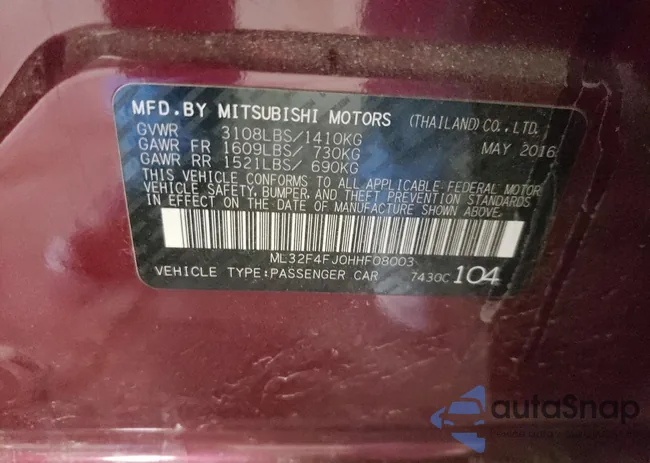 MFD.BY MITSUBISHI MOTORS (THAILAND) CO., LTD.
GVWR 3108LBS/1410KG MAY 2016
GAWR FR 1609LBS/ 730KG
GAWR RR 1521LBS/ 690KG
THIS VEHICLE CONFORMS TO ALL APPLICABLE FEDERAL MOTOR
VEHICLE SAFETY, BUMPER, AND THEFT PREVENTION STANDARDS
IN EFFECT ON THE DATE OF MANUFACTURE SHOWN ABOVE.
ML32F4FJ0HHF08003
VEHICLE TYPE:PASSENGER CAR 7430C 104
autoSnap